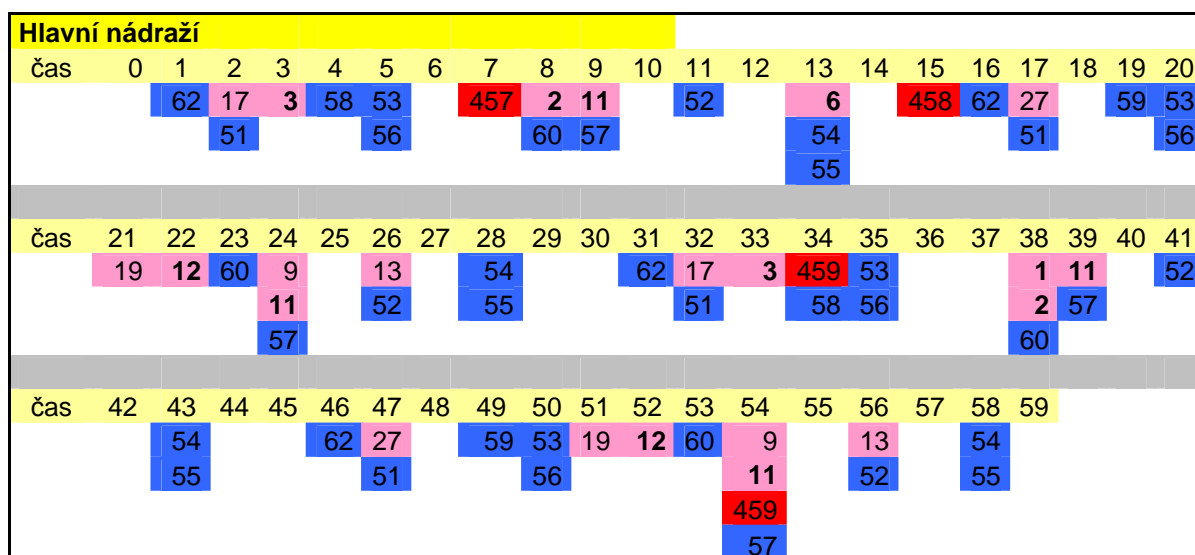 Hlavní nádraží
čas 0 1 2 3 4 5 6 7 8 9 10 11 12 13 14 15 16 17 18 19 20
62 17 3 58 53 457 2 11 52 6 458 62 27 59 53
51 56 60 57 54 51 56
55
čas 21 22 23 24 25 26 27 28 29 30 31 32 33 34 35 36 37 38 39 40 41
19 12 60 9 13 54 62 17 3 459 53 1 11 52
11 52 55 51 58 56 2 57
57 60
čas 42 43 44 45 46 47 48 49 50 51 52 53 54 55 56 57 58 59
54 62 27 59 53 19 12 60 9 13 54
55 51 56 11 52 55
459
57